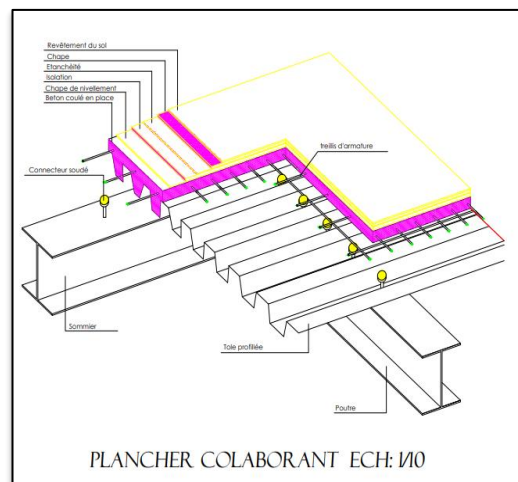 Revêtement du sol
Chape
Etanchéité
Isolation
Chape de nivellement
Beton coulé en place
Connecteur soudé
treillis d'armature
Sommier
Tole profilée
Poutre
PLANCHER COLABORANT ECH: 1/10